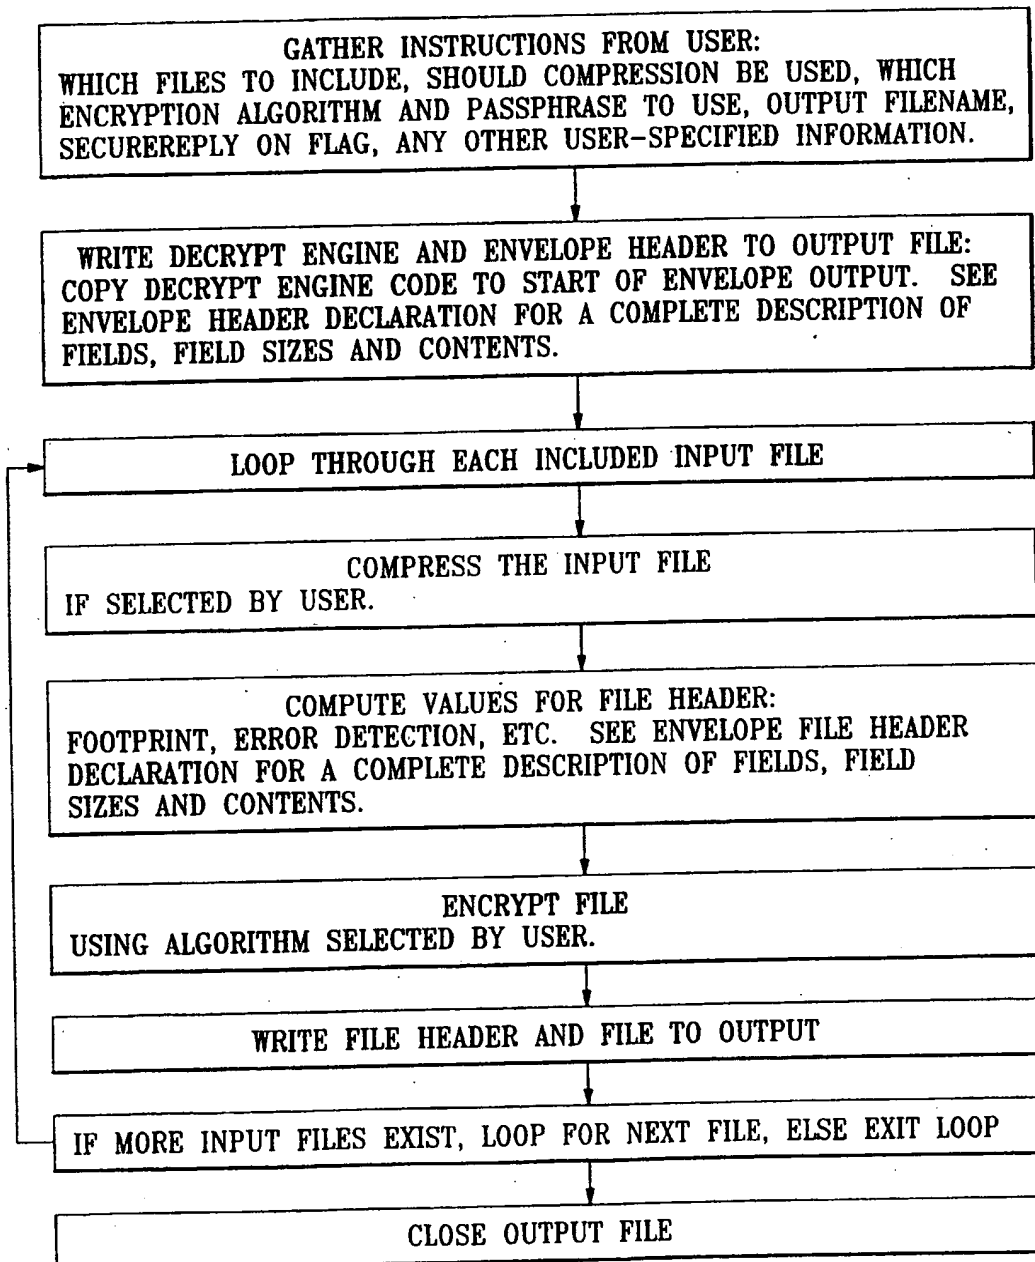 GATHER INSTRUCTIONS FROM USER:
WHICH FILES TO INCLUDE, SHOULD COMPRESSION BE USED, WHICH
ENCRYPTION ALGORITHM AND PASSPHRASE TO USE, OUTPUT FILENAME,
SECUREREPLY ON FLAG, ANY OTHER USER-SPECIFIED INFORMATION.
WRITE DECRYPT ENGINE AND ENVELOPE HEADER TO OUTPUT FILE:
COPY DECRYPT ENGINE CODE TO START OF ENVELOPE OUTPUT. SEE
ENVELOPE HEADER DECLARATION FOR A COMPLETE DESCRIPTION OF
FIELDS, FIELD SIZES AND CONTENTS.
LOOP THROUGH EACH INCLUDED INPUT FILE
COMPRESS THE INPUT FILE
IF SELECTED BY USER.
COMPUTE VALUES FOR FILE HEADER:
FOOTPRINT, ERROR DETECTION, ETC. SEE ENVELOPE FILE HEADER
DECLARATION FOR A COMPLETE DESCRIPTION OF FIELDS, FIELD
SIZES AND CONTENTS.
ENCRYPT FILE
USING ALGORITHM SELECTED BY USER.
WRITE FILE HEADER AND FILE TO OUTPUT
IF MORE INPUT FILES EXIST, LOOP FOR NEXT FILE, ELSE EXIT LOOP
CLOSE OUTPUT FILE